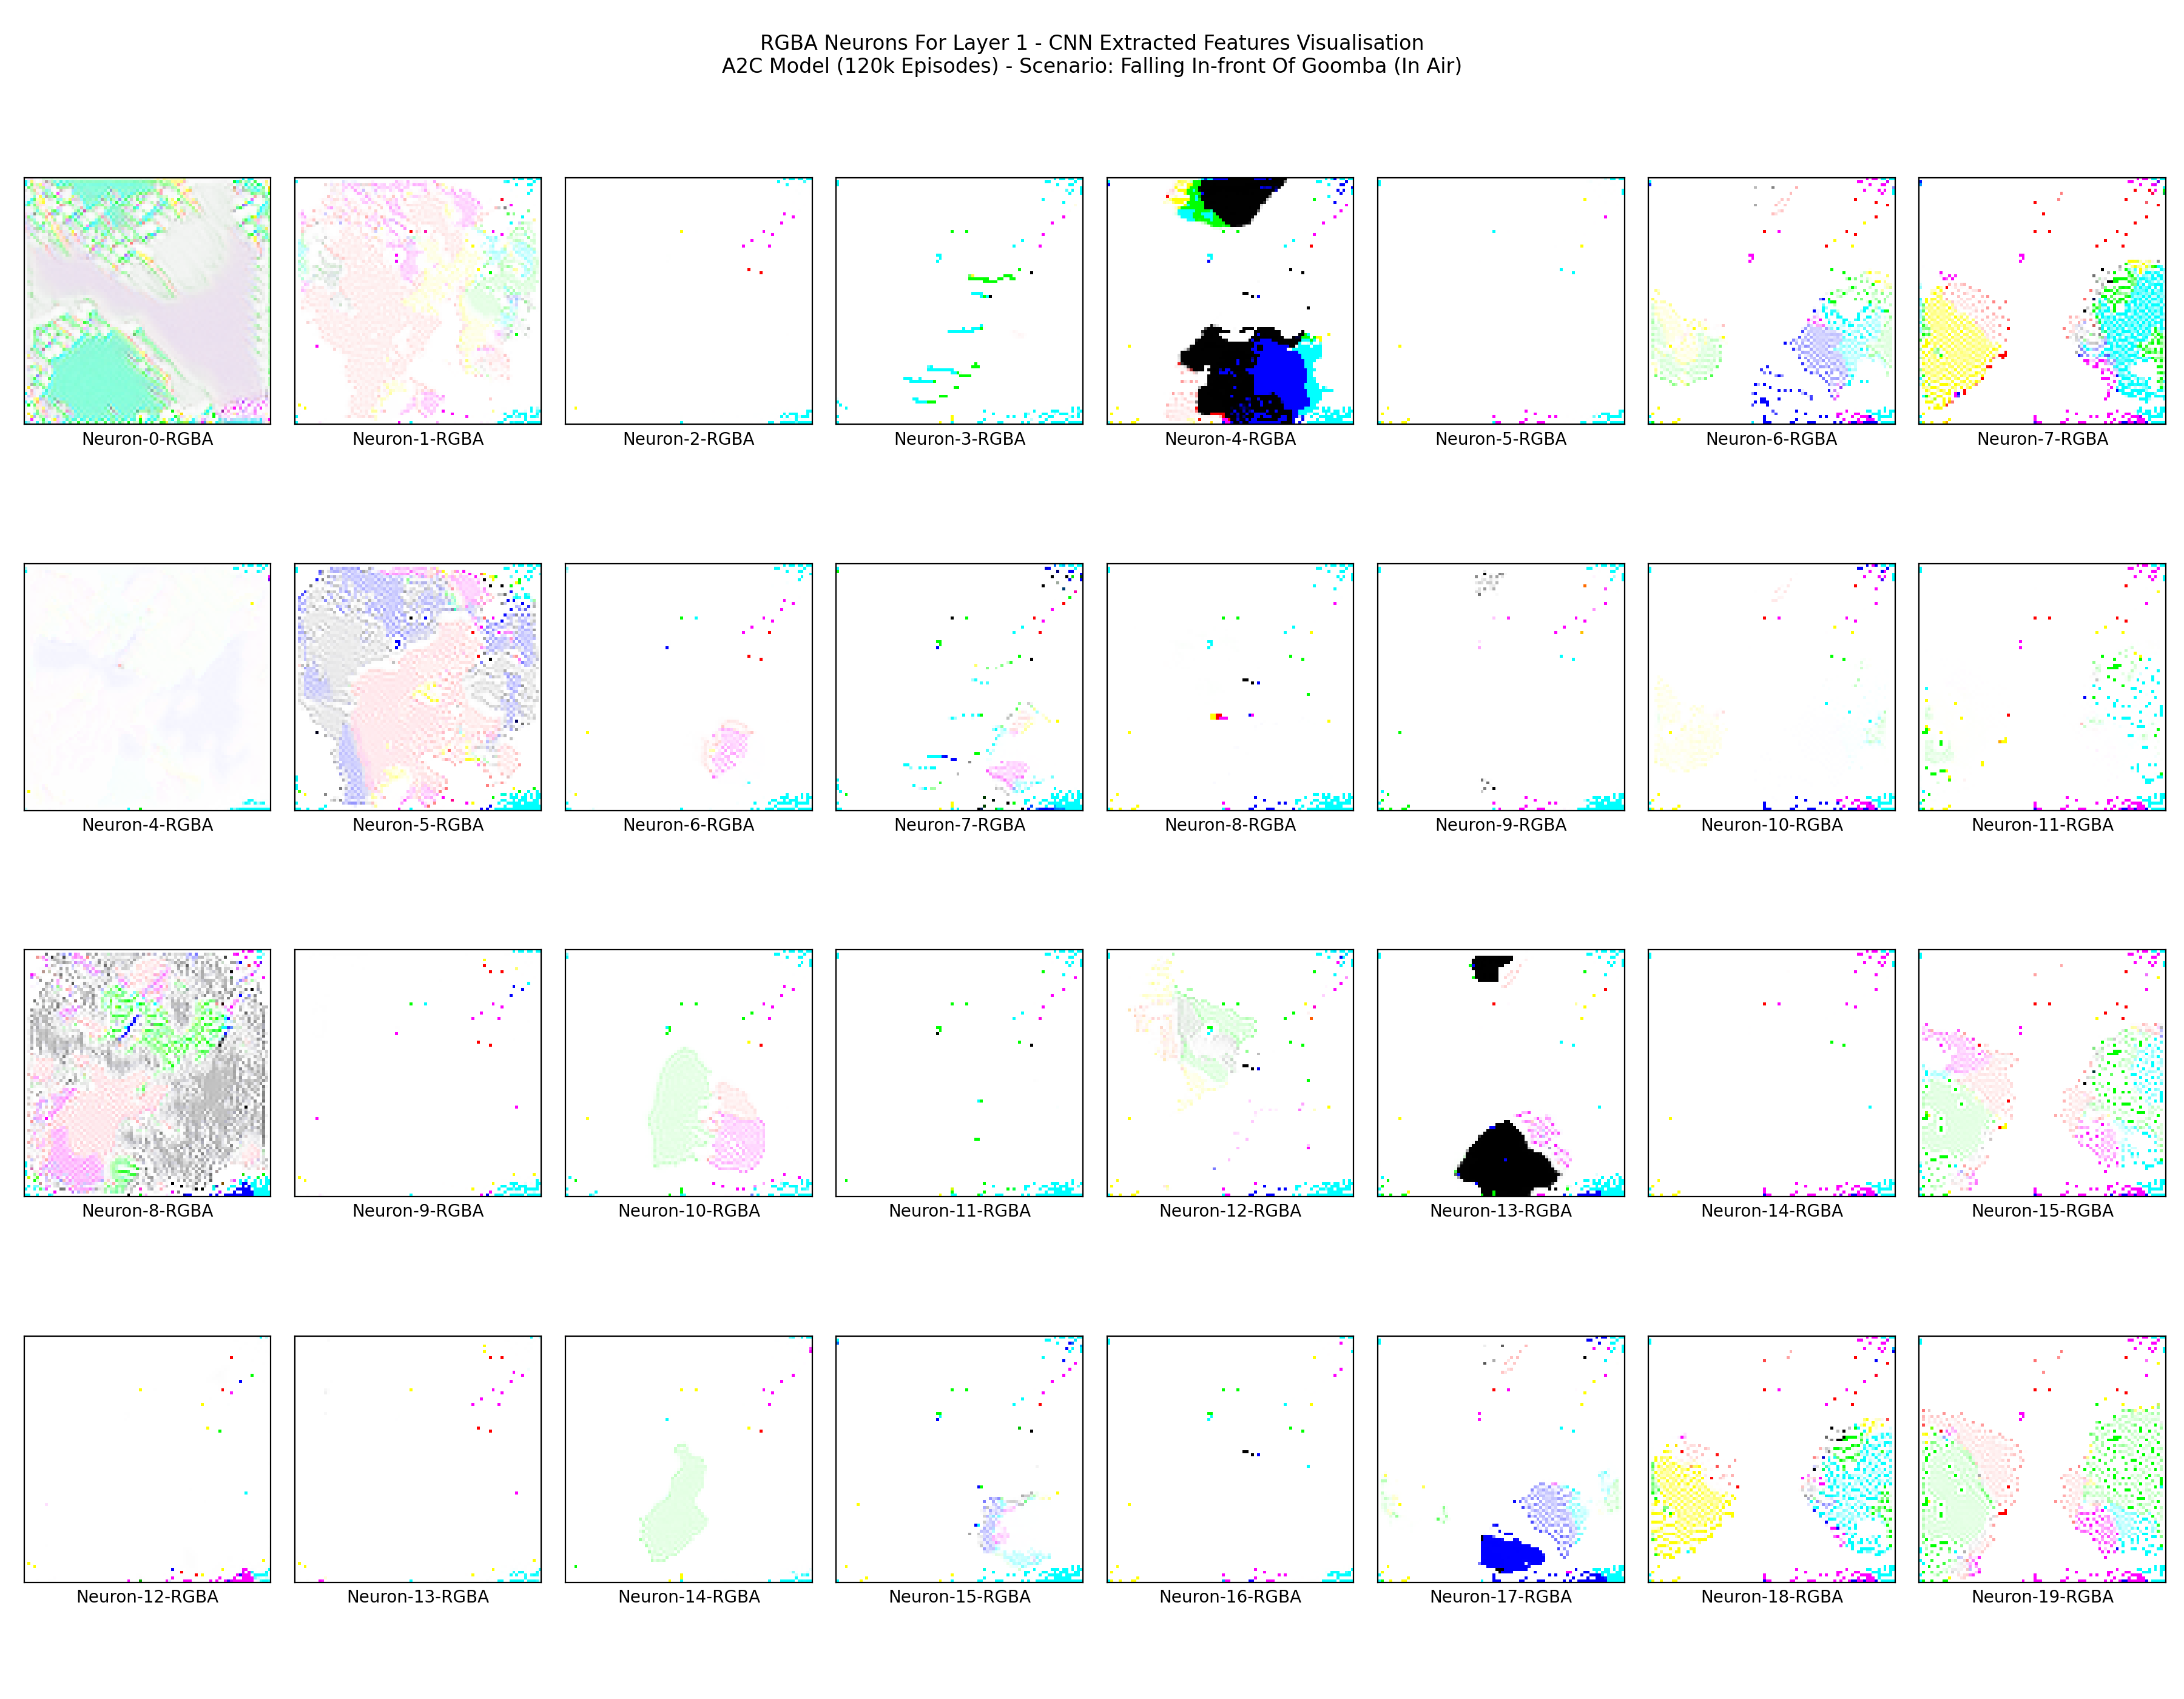 RGBA Neurons For Layer 1 - CNN Extracted Features Visualisation
A2C Model (120k Episodes) - Scenario: Falling In-front Of Goomba (In Air)
Neuron-0-RGBA
Neuron-1-RGBA
Neuron-2-RGBA
Neuron-3-RGBA
Neuron-4-RGBA
Neuron-5-RGBA
Neuron-6-RGBA
Neuron-7-RGBA
Neuron-4-RGBA
Neuron-5-RGBA
Neuron-6-RGBA
Neuron-7-RGBA
Neuron-8-RGBA
Neuron-9-RGBA
Neuron-10-RGBA
Neuron-11-RGBA
Neuron-8-RGBA
Neuron-9-RGBA
Neuron-10-RGBA
Neuron-11-RGBA
Neuron-12-RGBA
Neuron-13-RGBA
Neuron-14-RGBA
Neuron-15-RGBA
Neuron-12-RGBA
Neuron-13-RGBA
Neuron-14-RGBA
Neuron-15-RGBA
Neuron-16-RGBA
Neuron-17-RGBA
Neuron-18-RGBA
Neuron-19-RGBA